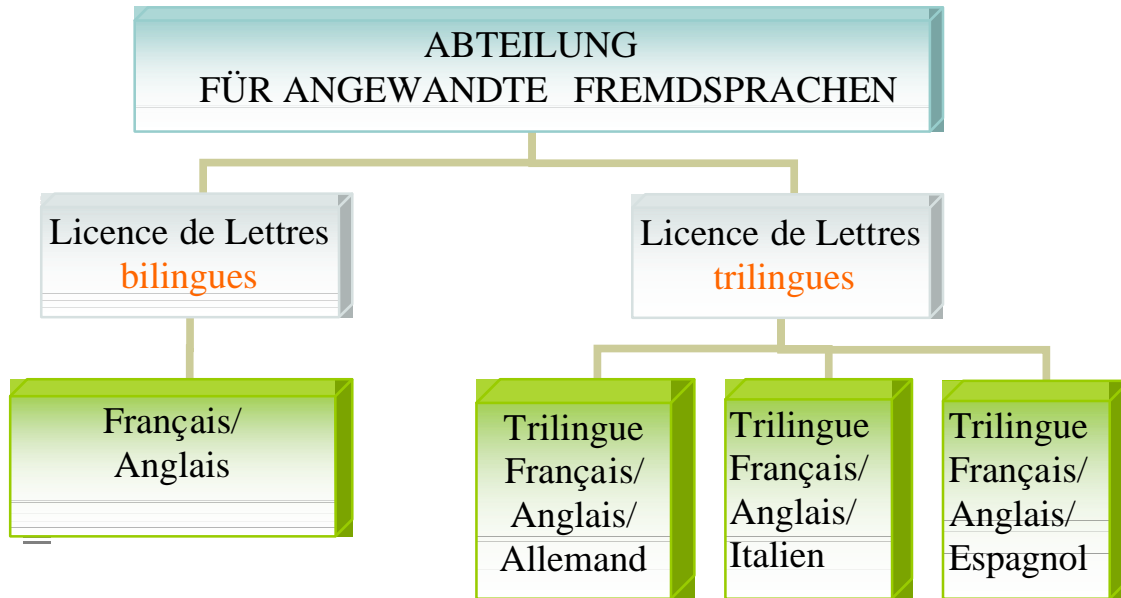 ABTEILUNG
FÜR ANGEWANDTE FREMDSPRACHEN
Licence de Lettres
bilingues
Licence de Lettres
trilingues
Français/
Anglais
Trilingue
Français/
Anglais/
Allemand
Trilingue
Français/
Anglais/
Italien
Trilingue
Français/
Anglais/
Espagnol